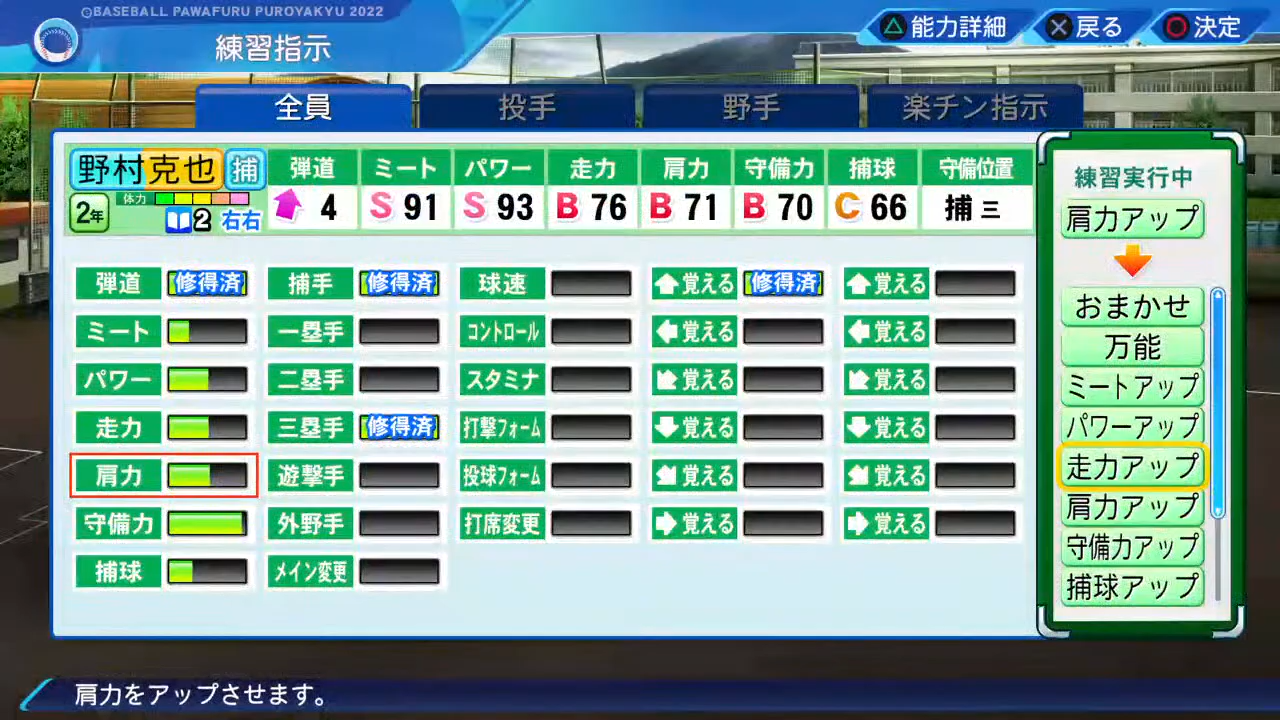 ©BASEBALL PAWAFURU PUROYAKYU 2022
練習指示
能力詳細 戻る 決定
全員 投手 野手 楽チン指示
野村克也 捕 弾道 ミート パワー 走力 肩力 守備力 捕球 守備位置
体力
2年 2 右右 4 S 91 S 93 B 76 B 71 B 70 C 66 捕 三
弾道 修得済 捕手 修得済 球速 覚える 修得済 覚える
ミート 一塁手 コントロール 覚える 覚える
パワー 二塁手 スタミナ 覚える 覚える
走力 三塁手 修得済 打撃フォーム 覚える 覚える
肩力 遊撃手 投球フォーム 覚える 覚える
守備力 外野手 打席変更 覚える 覚える
捕球 メイン変更
練習実行中
肩力アップ
おまかせ
万能
ミートアップ
パワーアップ
走力アップ
肩力アップ
守備力アップ
捕球アップ
肩力をアップさせます。